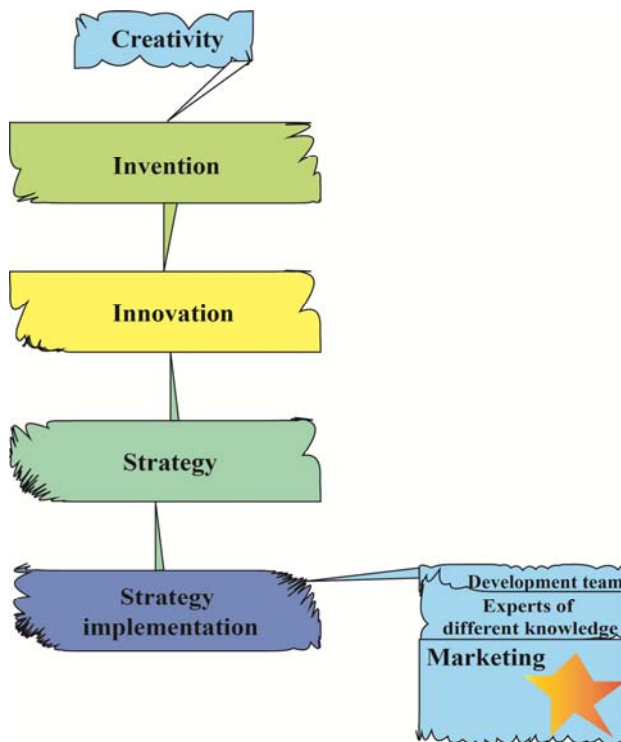 Creativity
Invention
Innovation
Strategy
Strategy
implementation
Development team
Experts of
different knowledge
Marketing